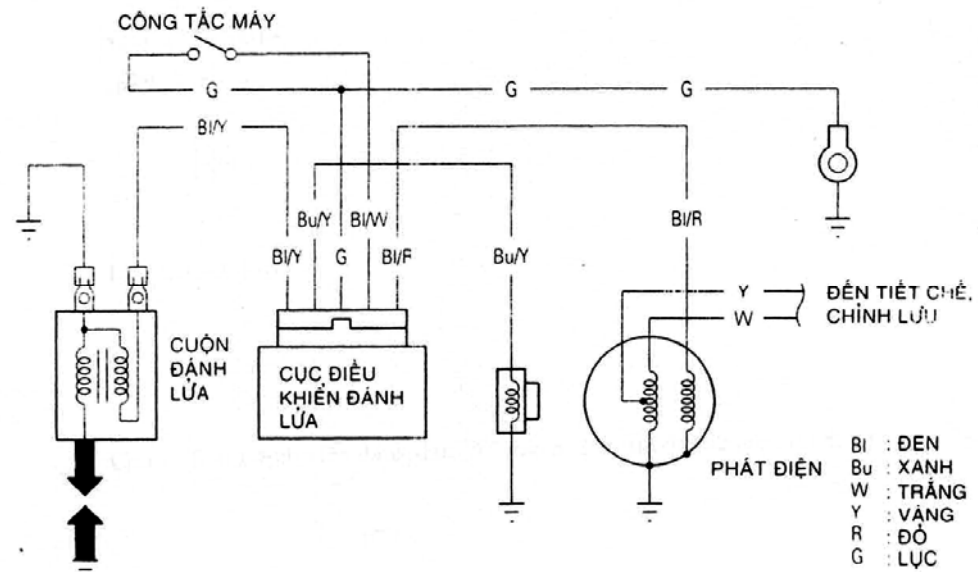 CÔNG TẮC MÁY
G
G
G
Bl/Y
Bu/Y
Bl/W
Bl/R
Bl/Y
G
Bl/R
Bu/Y
Y
W
ĐẾN TIẾT CHẾ,
CHỈNH LƯU
CUỘN
ĐÁNH
LỬA
CỤC ĐIỀU
KHIỂN ĐÁNH
LỬA
PHÁT ĐIỆN
Bl : ĐEN
Bu : XANH
W : TRẮNG
Y : VÀNG
R : ĐỎ
G : LỤC